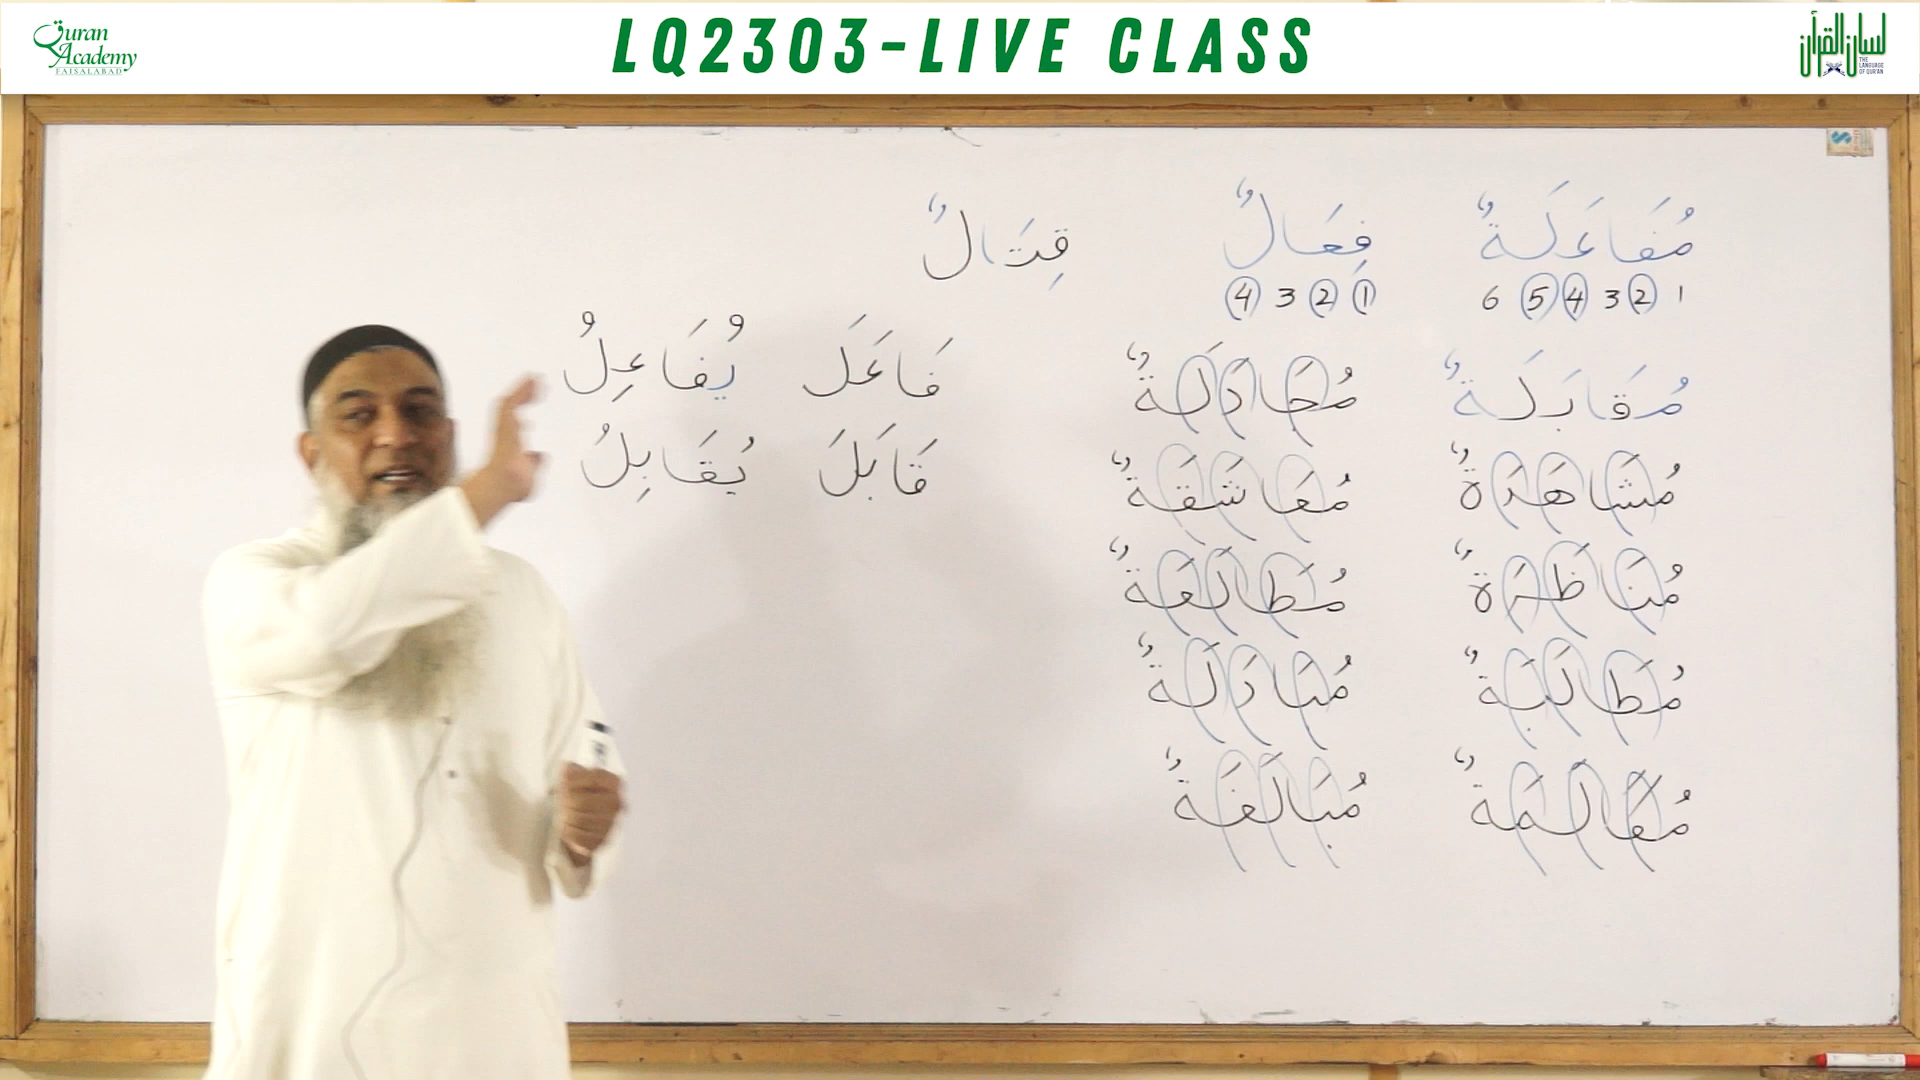 Quran
Academy
FAISALABAD
LQ2303-LIVE CLASS
لسان القرآن
THE
LANGUAGE
OF QUR'AN
مُفَاعَلَةٌ فِعَالٌ قِتَالٌ
6 5 4 3 2 1
4 3 2 1
فَاعَلَ يُفَاعِلُ
قَابَلَ يُقَابِلُ
مُقَابَلَةٌ مُجَادَلَةٌ
مُشَاهَدَةٌ مُعَاشَقَةٌ
مُنَاظَرَةٌ مُطَالَعَةٌ
مُطَالَبَةٌ مُبَادَلَةٌ
مُبَالَغَةٌ